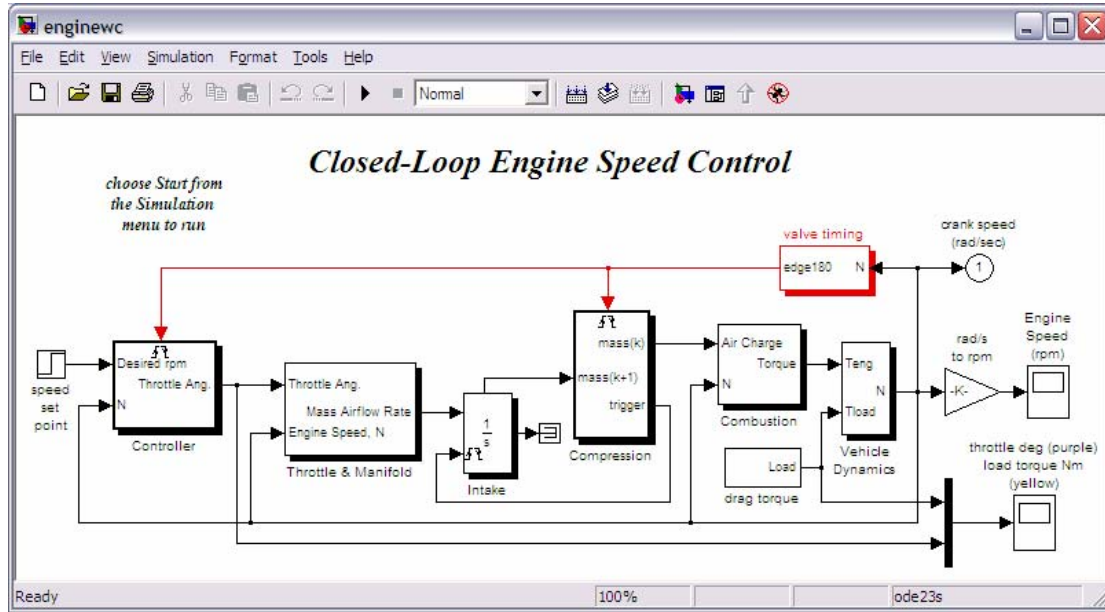 enginewc
File Edit View Simulation Format Tools Help
Normal
Closed-Loop Engine Speed Control
choose Start from
the Simulation
menu to run
valve timing
edge180 N
crank speed
(rad/sec)
1
speed
set
point
Desired rpm
Throttle Ang.
N
Controller
Throttle Ang.
Mass Airflow Rate
Engine Speed, N
Throttle & Manifold
1
s
Intake
mass(k)
mass(k+1)
trigger
Compression
Air Charge
Torque
N
Combustion
Teng
N
Tload
Vehicle
Dynamics
Load
drag torque
rad/s
to rpm
-K-
Engine
Speed
(rpm)
throttle deg (purple)
load torque Nm
(yellow)
Ready 100% ode23s